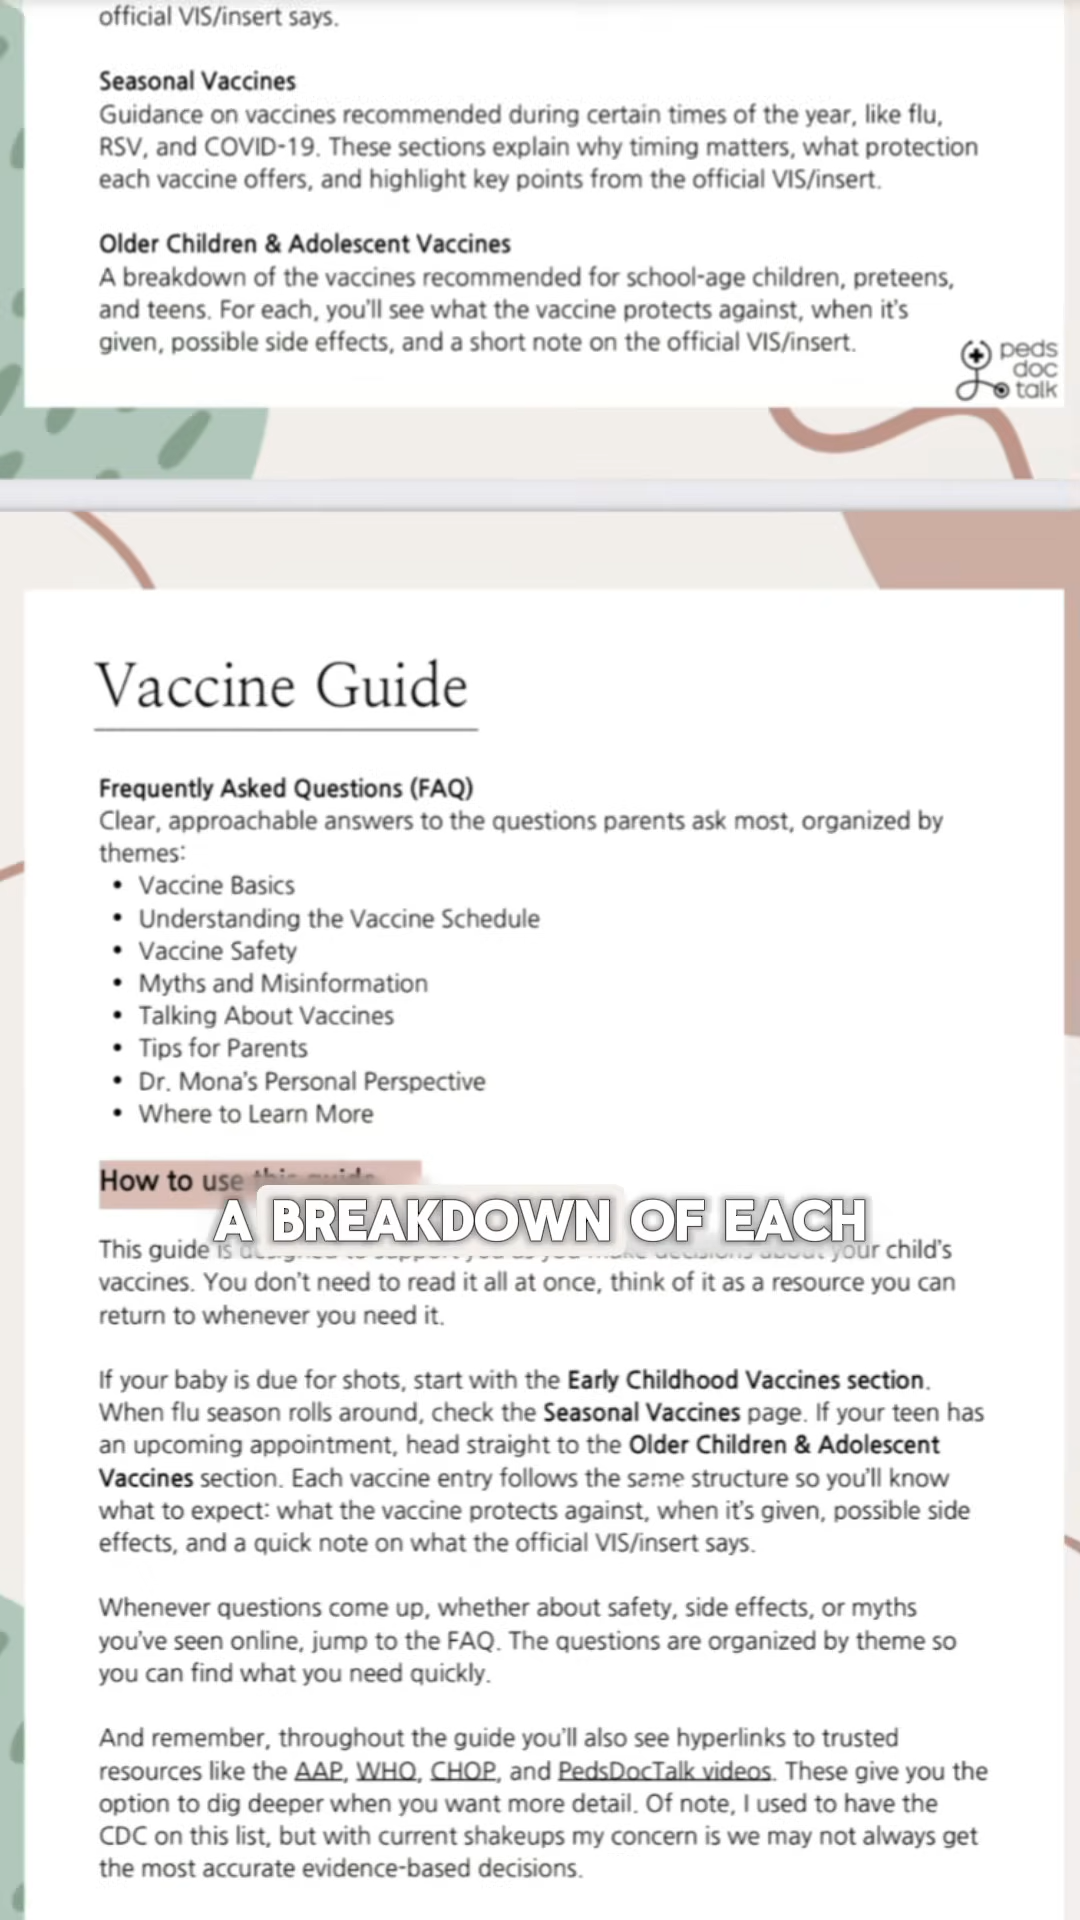 official VIS/insert says.
Seasonal Vaccines
Guidance on vaccines recommended during certain times of the year, like flu,
RSV, and COVID-19. These sections explain why timing matters, what protection
each vaccine offers, and highlight key points from the official VIS/insert.
Older Children & Adolescent Vaccines
A breakdown of the vaccines recommended for school-age children, preteens,
and teens. For each, you'll see what the vaccine protects against, when it's
given, possible side effects, and a short note on the official VIS/insert.
peds
doc
talk
Vaccine Guide
Frequently Asked Questions (FAQ)
Clear, approachable answers to the questions parents ask most, organized by
themes:
• Vaccine Basics
• Understanding the Vaccine Schedule
• Vaccine Safety
• Myths and Misinformation
• Talking About Vaccines
• Tips for Parents
• Dr. Mona's Personal Perspective
• Where to Learn More
How to use this guide
A BREAKDOWN OF EACH
This guide is designed to support you as you make decisions about your child's
vaccines. You don't need to read it all at once, think of it as a resource you can
return to whenever you need it.
If your baby is due for shots, start with the Early Childhood Vaccines section.
When flu season rolls around, check the Seasonal Vaccines page. If your teen has
an upcoming appointment, head straight to the Older Children & Adolescent
Vaccines section. Each vaccine entry follows the same structure so you'll know
what to expect: what the vaccine protects against, when it's given, possible side
effects, and a quick note on what the official VIS/insert says.
Whenever questions come up, whether about safety, side effects, or myths
you've seen online, jump to the FAQ. The questions are organized by theme so
you can find what you need quickly.
And remember, throughout the guide you'll also see hyperlinks to trusted
resources like the AAP, WHO, CHOP, and PedsDocTalk videos. These give you the
option to dig deeper when you want more detail. Of note, I used to have the
CDC on this list, but with current shakeups my concern is we may not always get
the most accurate evidence-based decisions.